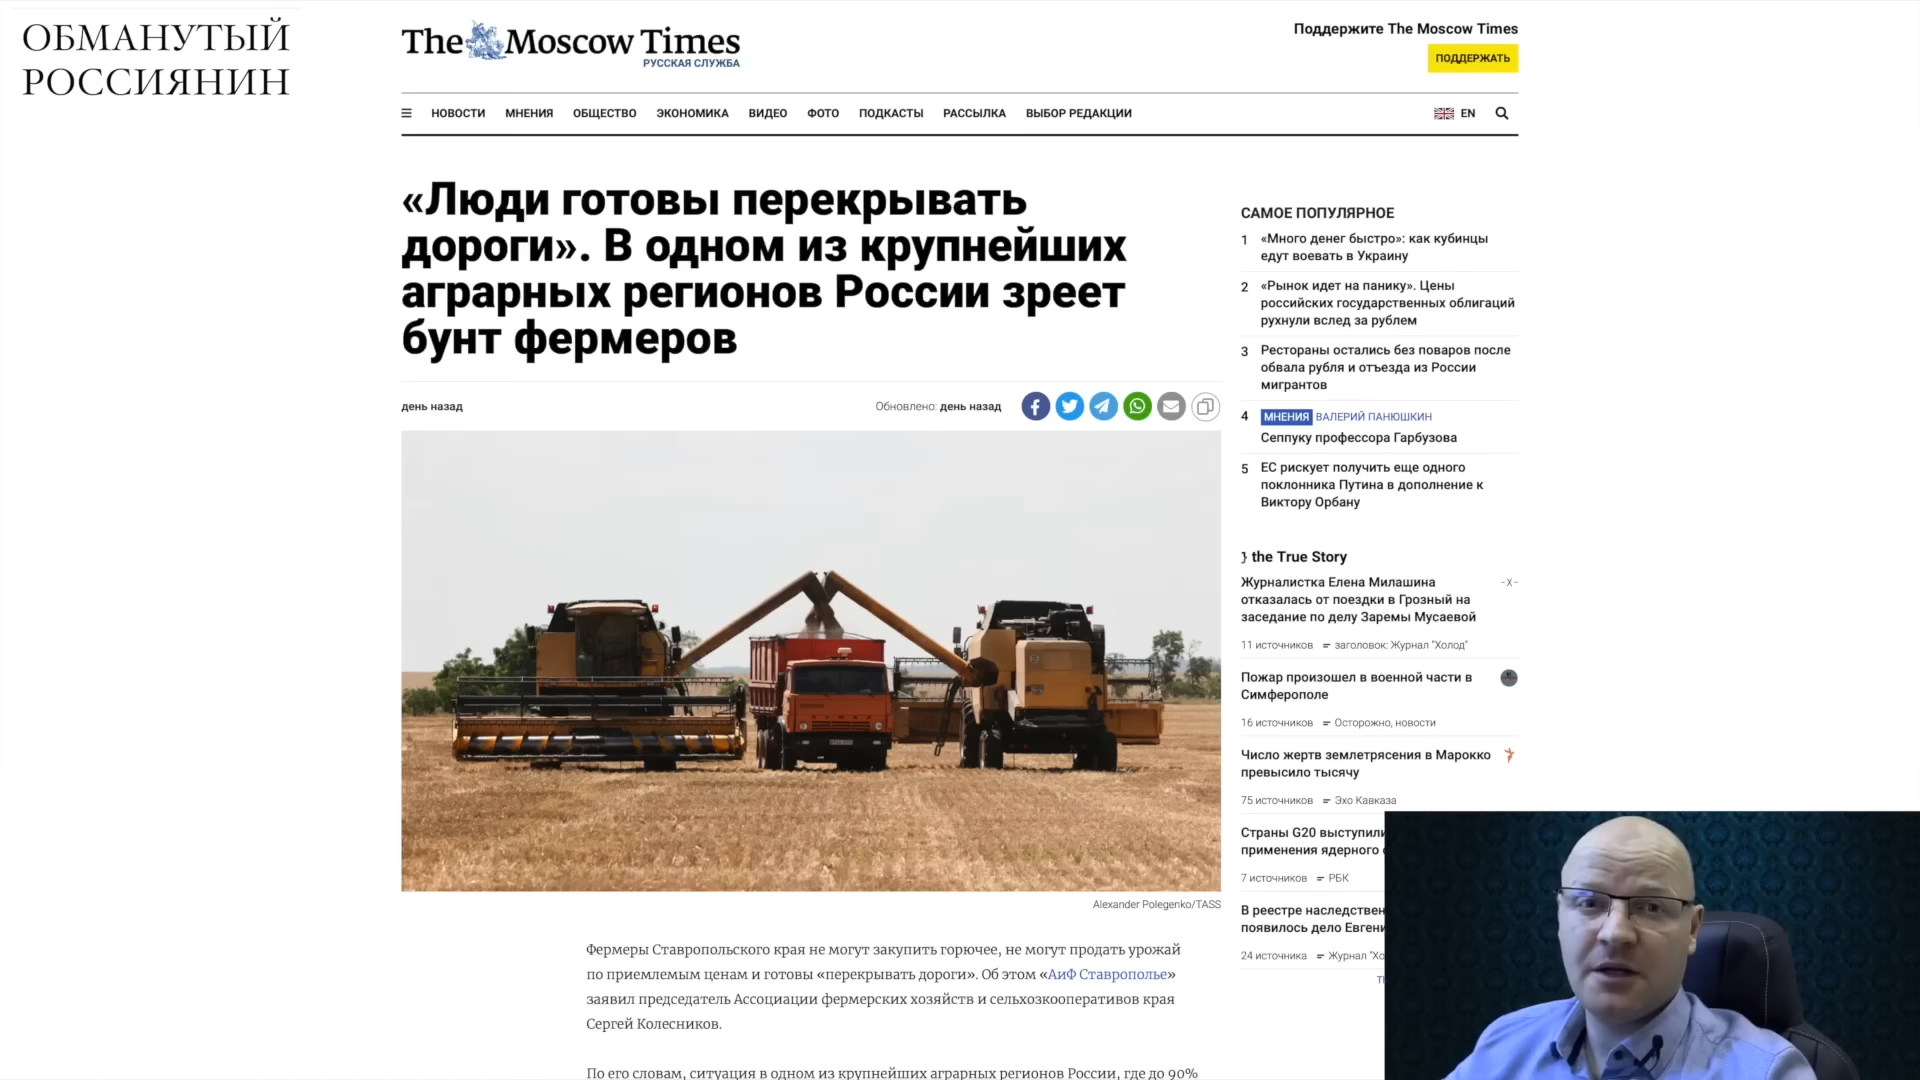 ОБМАНУТЫЙ
РОССИЯНИН
The Moscow Times
РУССКАЯ СЛУЖБА
Поддержите The Moscow Times
ПОДДЕРЖАТЬ
НОВОСТИ МНЕНИЯ ОБЩЕСТВО ЭКОНОМИКА ВИДЕО ФОТО ПОДКАСТЫ РАССЫЛКА ВЫБОР РЕДАКЦИИ
EN
«Люди готовы перекрывать
дороги». В одном из крупнейших
аграрных регионов России зреет
бунт фермеров
день назад
Обновлено: день назад
Alexander Polegenko/TASS
Фермеры Ставропольского края не могут закупить горючее, не могут продать урожай
по приемлемым ценам и готовы «перекрывать дороги». Об этом «АиФ Ставрополье»
заявил председатель Ассоциации фермерских хозяйств и сельхозкооперативов края
Сергей Колесников.
По его словам, ситуация в одном из крупнейших аграрных регионов России, где до 90%
САМОЕ ПОПУЛЯРНОЕ
1 «Много денег быстро»: как кубинцы
едут воевать в Украину
2 «Рынок идет на панику». Цены
российских государственных облигаций
рухнули вслед за рублем
3 Рестораны остались без поваров после
обвала рубля и отъезда из России
мигрантов
4 МНЕНИЯ ВАЛЕРИЙ ПАНЮШКИН
Сеппуку профессора Гарбузова
5 ЕС рискует получить еще одного
поклонника Путина в дополнение к
Виктору Орбану
} the True Story
Журналистка Елена Милашина
отказалась от поездки в Грозный на
заседание по делу Заремы Мусаевой
-X-
11 источников заголовок: Журнал "Холод"
Пожар произошел в военной части в
Симферополе
16 источников Осторожно, новости
Число жертв землетрясения в Марокко
превысило тысячу
75 источников Эхо Кавказа
Страны G20 выступили
применения ядерного
7 источников РБК
В реестре наследствен
появилось дело Евгени
24 источника Журнал "Хо